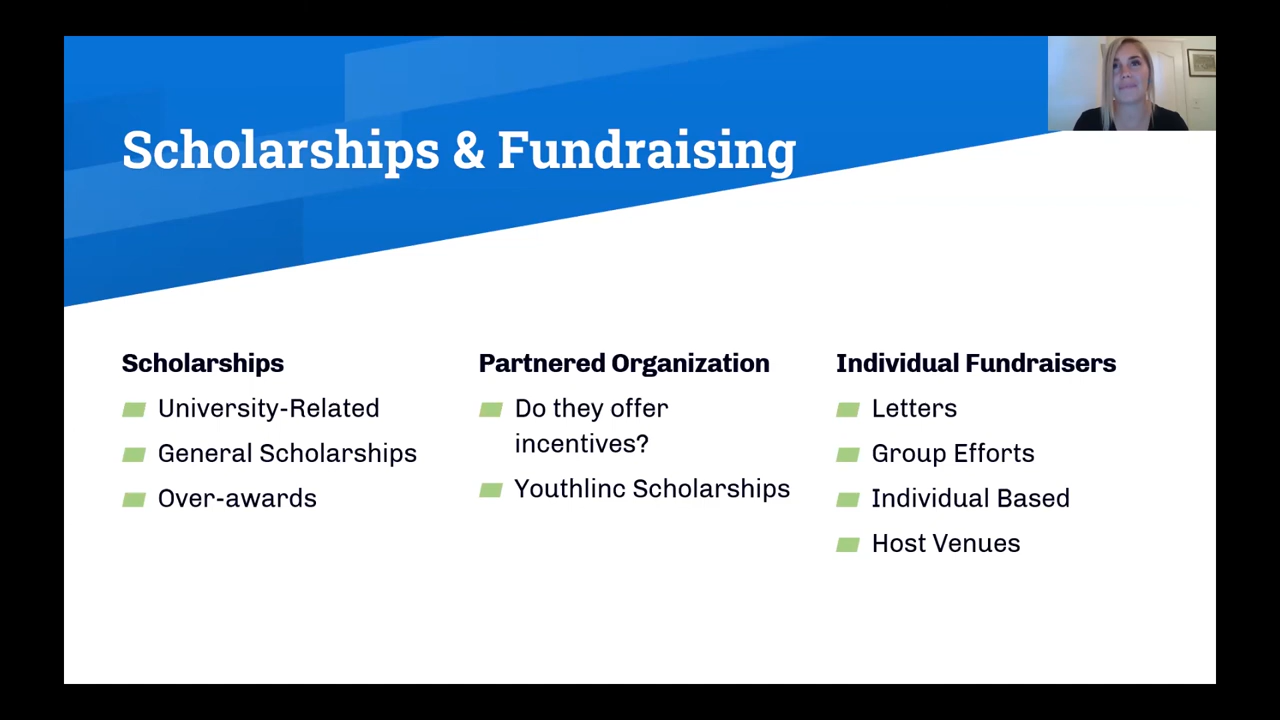 Scholarships & Fundraising
Scholarships
University-Related
General Scholarships
Over-awards
Partnered Organization
Do they offer
incentives?
Youthlinc Scholarships
Individual Fundraisers
Letters
Group Efforts
Individual Based
Host Venues